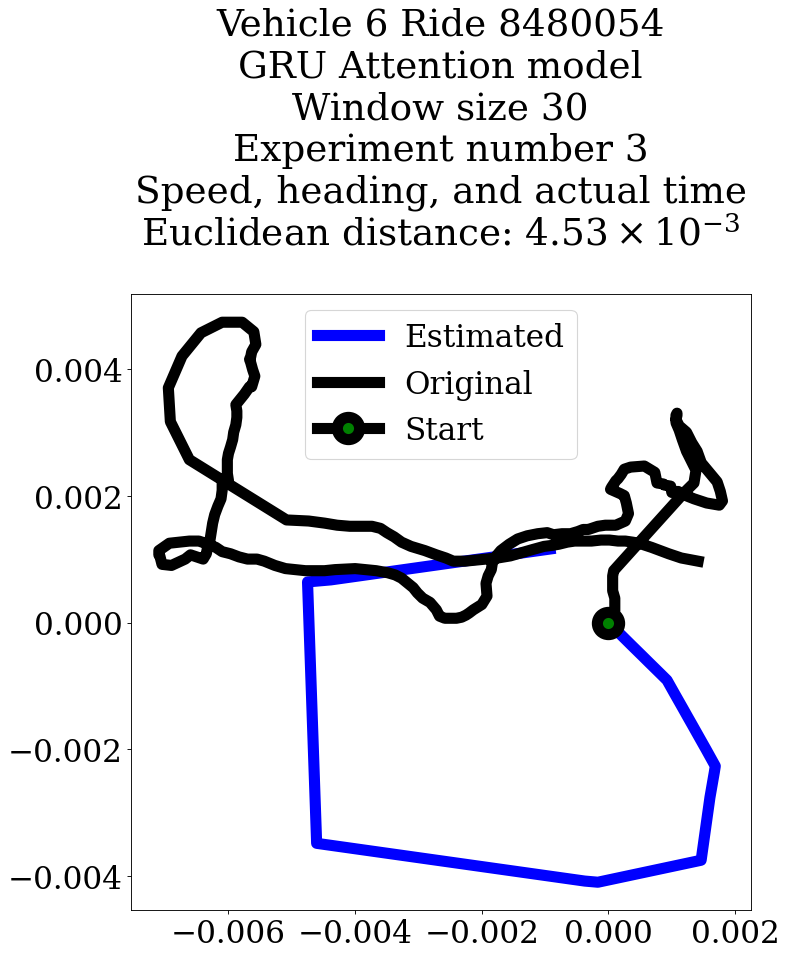 Vehicle 6 Ride 8480054
GRU Attention model
Window size 30
Experiment number 3
Speed, heading, and actual time
Euclidean distance: 4.53 × 10⁻³
Estimated
Original
Start
0.004
0.002
0.000
−0.002
−0.004
−0.006
−0.004
−0.002
0.000
0.002